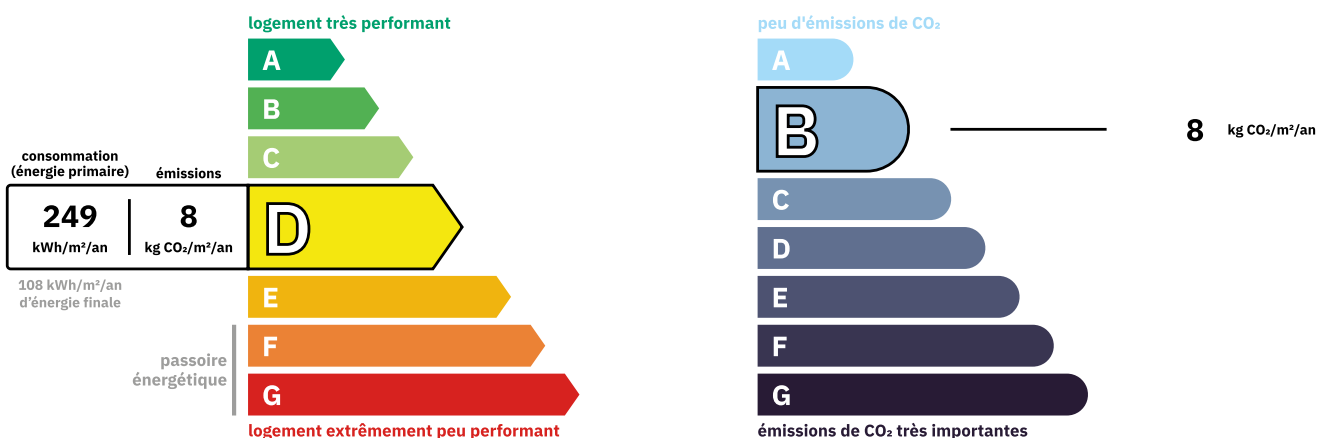 logement très performant
A
B
C
consommation
(énergie primaire)
émissions
249
kWh/m²/an
8
kg CO₂/m²/an
D
108 kWh/m²/an
d'énergie finale
E
passoire
énergétique
F
G
logement extrêmement peu performant
peu d'émissions de CO₂
A
B
8 kg CO₂/m²/an
C
D
E
F
G
émissions de CO₂ très importantes